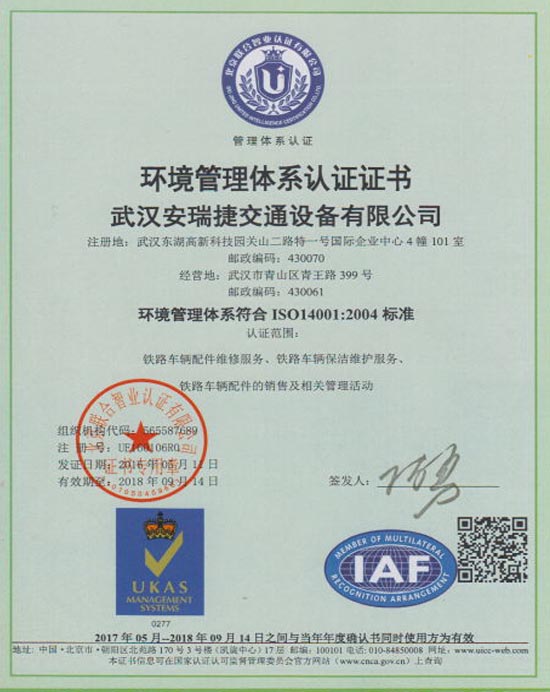 北京联合智业认证有限公司
BEIJING UNITED INTELLIGENCE CERTIFICATION CO.,LTD.
U
管理体系认证
环境管理体系认证证书
武汉安瑞捷交通设备有限公司
注册地：武汉东湖高新科技园关山二路特一号国际企业中心 4 幢 101 室
邮政编码：430070
经营地：武汉市青山区青王路 399 号
邮政编码：430061
环境管理体系符合 ISO14001:2004 标准
认证范围：
铁路车辆配件维修服务、铁路车辆保洁维护服务、
铁路车辆配件的销售及相关管理活动
组织机构代码：565587689
注 册 号：UE160106R0
发证日期：2016 年 05 月 11 日
有效期至：2018 年 09 月 14 日
北京联合智业认证有限公司
证书专用章
签发人：
UKAS
MANAGEMENT
SYSTEMS
0277
MEMBER OF MULTILATERAL
IAF
RECOGNITION ARRANGEMENT
2017 年 05 月--2018 年 09 月 14 日之间与当年年度确认书同时使用方为有效
地址：中国·北京市·朝阳区北苑路 170 号 3 号楼(凯旋中心)17 层 邮编：100101 电话:010-84850008 网址：www.uicc-web.com
本证书信息可在国家认证认可监督管理委员会官方网站（www.cnca.gov.cn）上查询